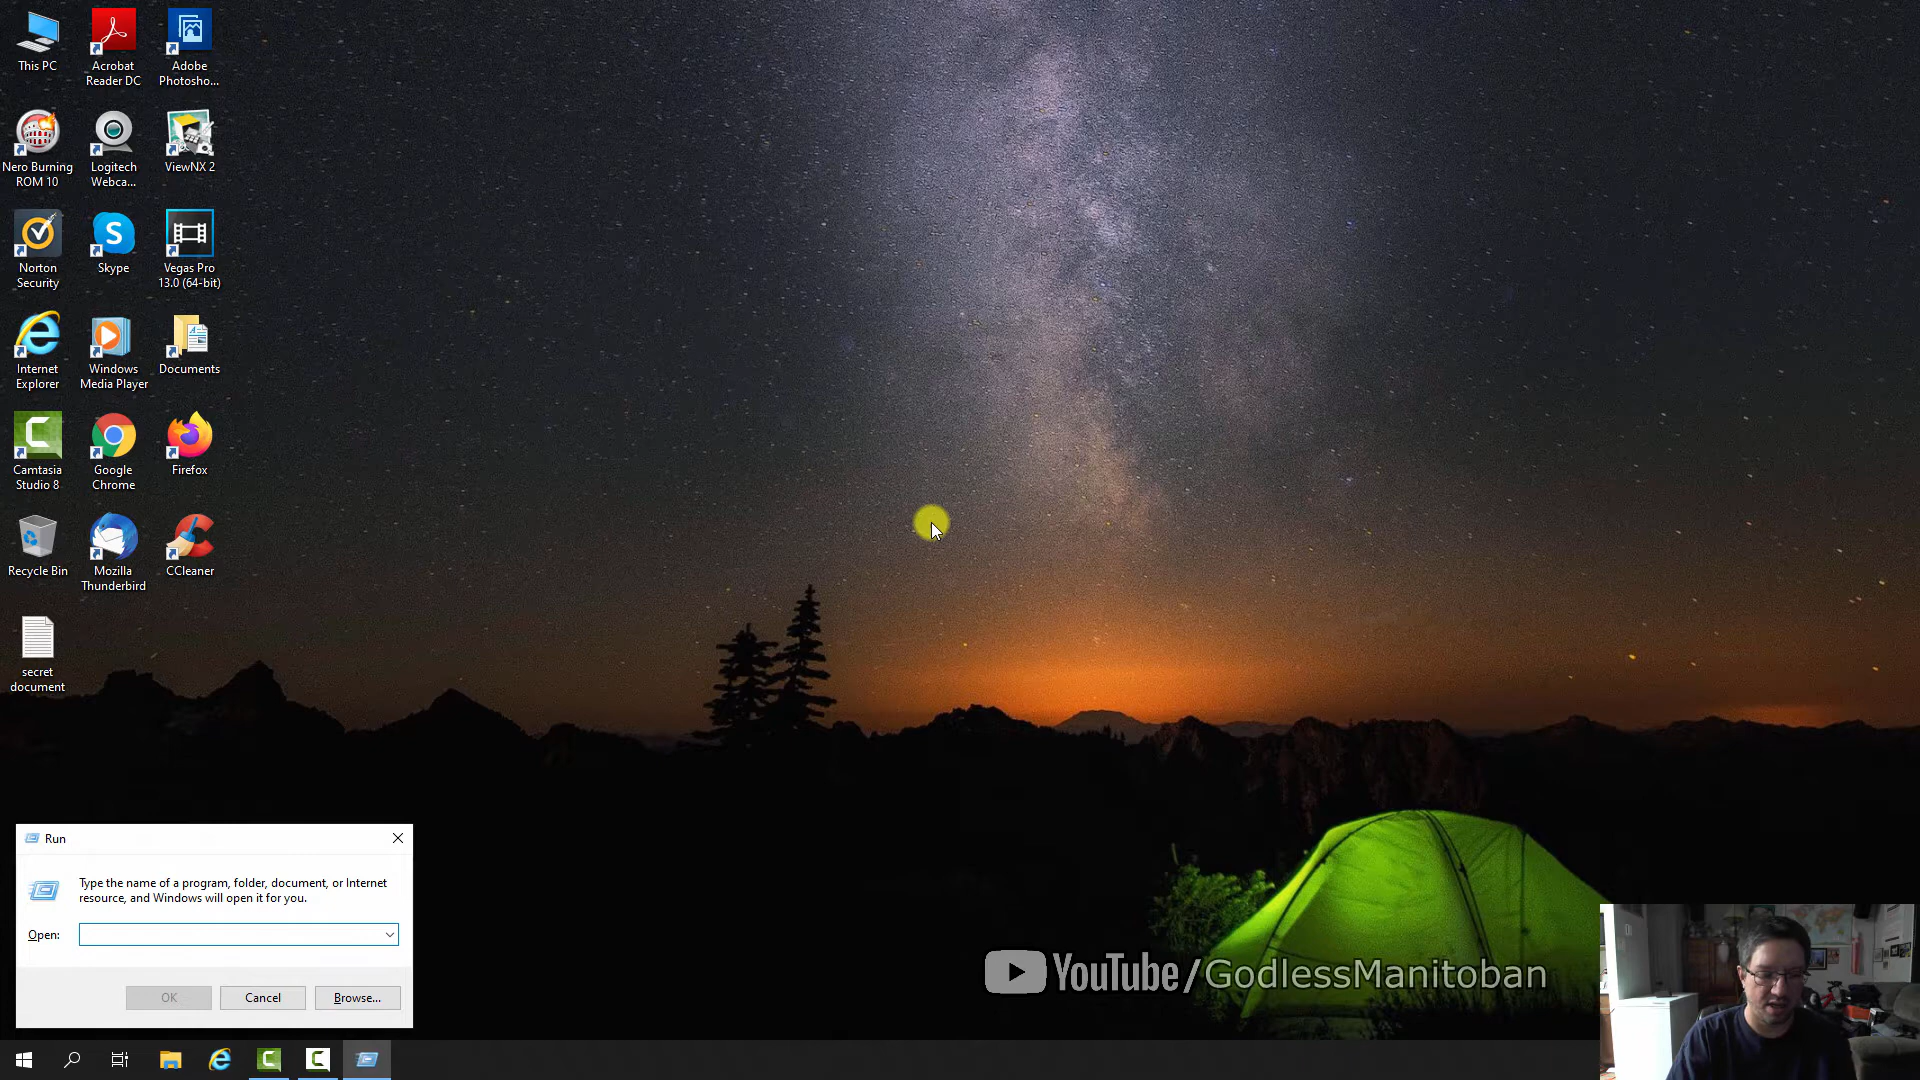 This PC
Acrobat
Reader DC
Adobe
Photosho...
Nero Burning
ROM 10
Logitech
Webca...
ViewNX 2
Norton
Security
Skype
Vegas Pro
13.0 (64-bit)
Internet
Explorer
Windows
Media Player
Documents
Camtasia
Studio 8
Google
Chrome
Firefox
Recycle Bin
Mozilla
Thunderbird
CCleaner
secret
document
Run
Type the name of a program, folder, document, or Internet
resource, and Windows will open it for you.
Open:
OK
Cancel
Browse...
YouTube/GodlessManitoban